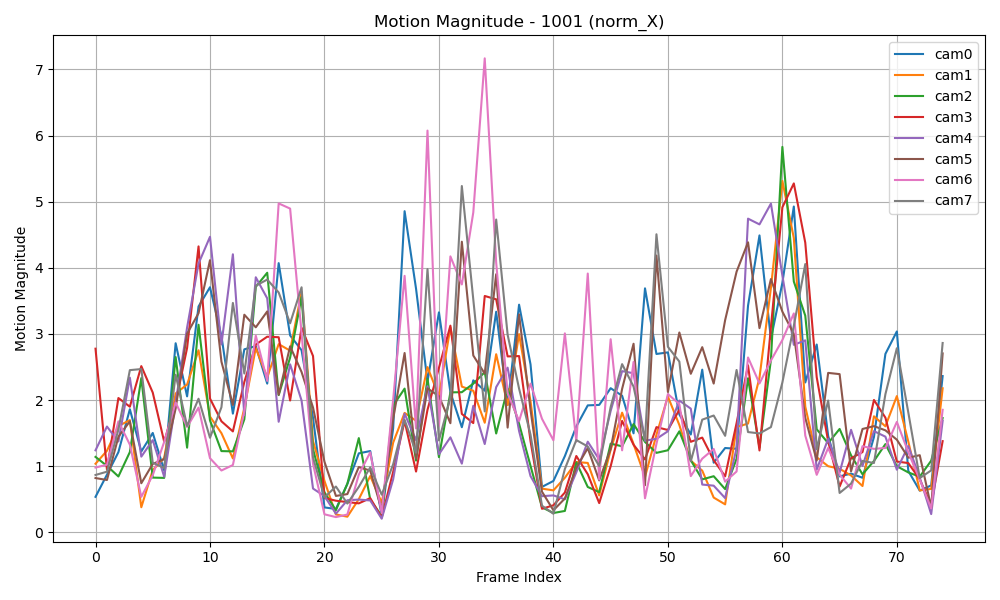 Motion Magnitude - 1001 (norm_X)
Motion Magnitude
7
6
5
4
3
2
1
0
0 10 20 30 40 50 60 70
Frame Index
cam0
cam1
cam2
cam3
cam4
cam5
cam6
cam7